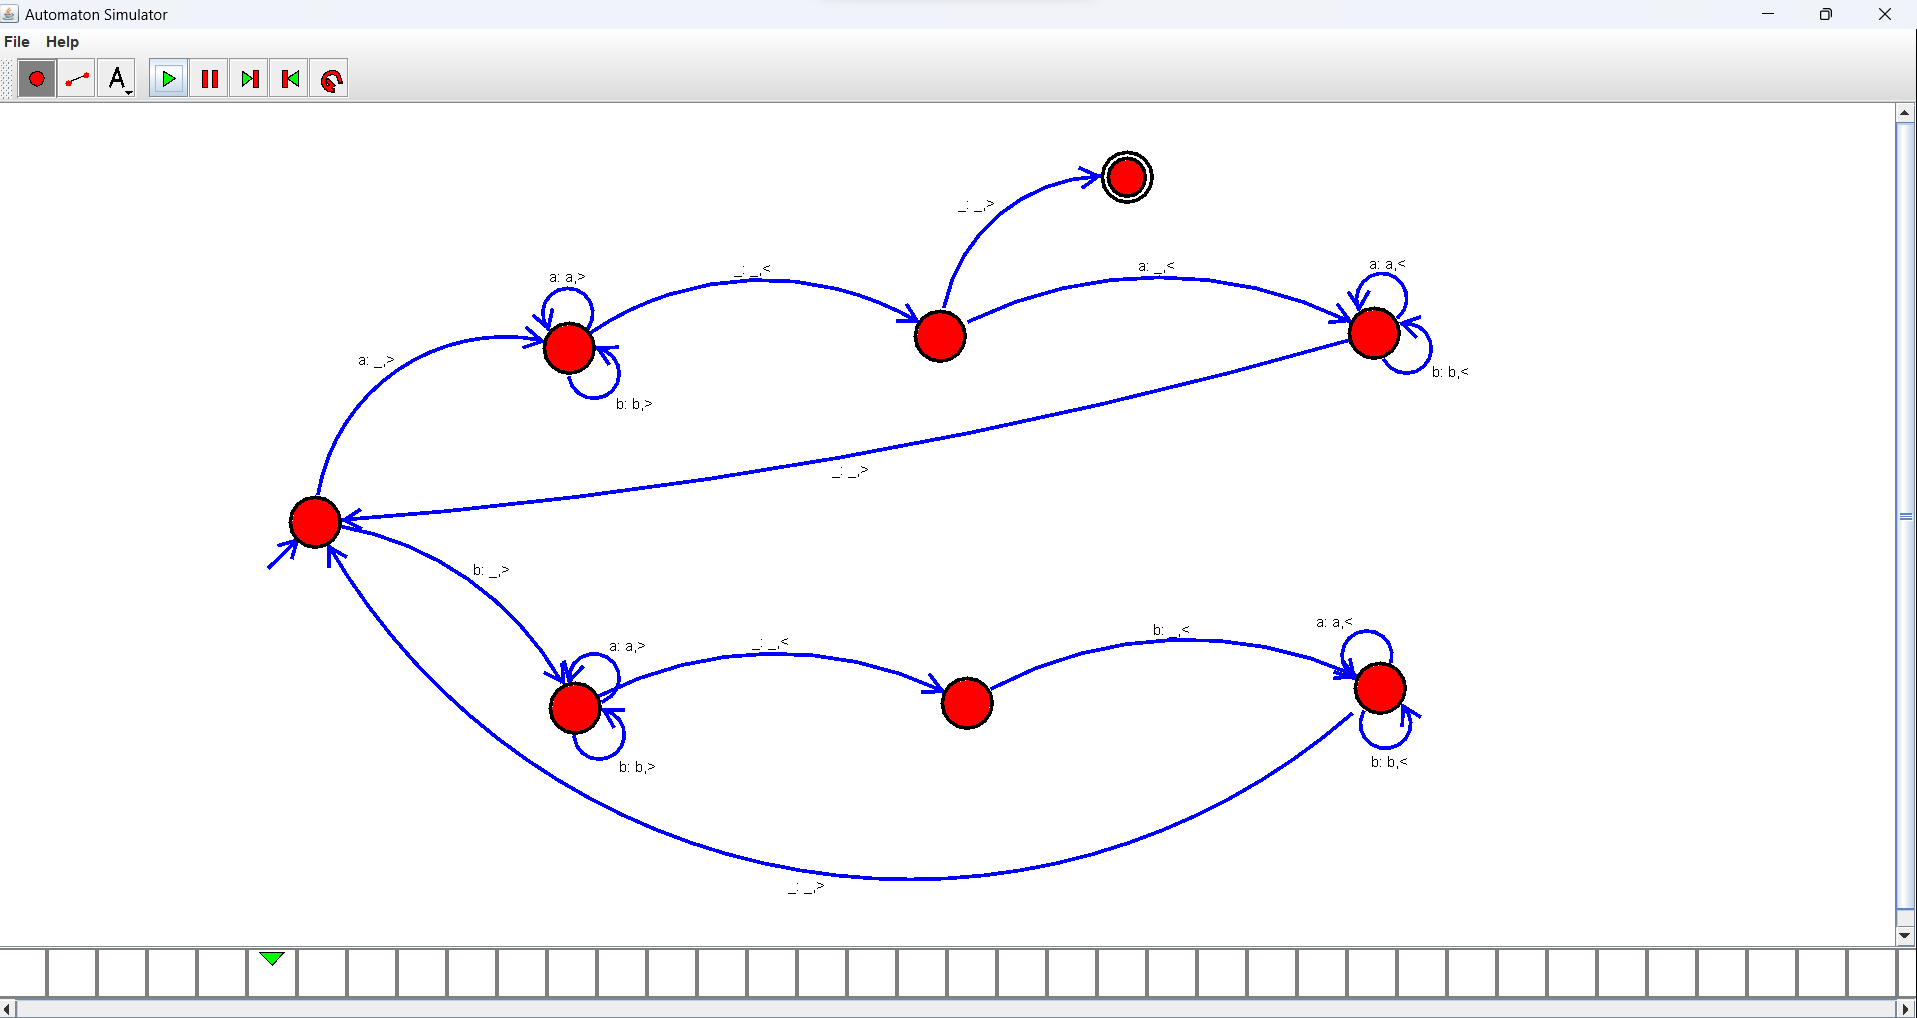 Automaton Simulator
File Help
A
_: _,>
a: a,>
_: _,<
a: _,<
a: a,<
a: _,>
b: b,>
b: b,<
_: _,>
b: _,>
a: a,>
_: _,<
b: _,<
a: a,<
b: b,>
b: b,<
_: _,>